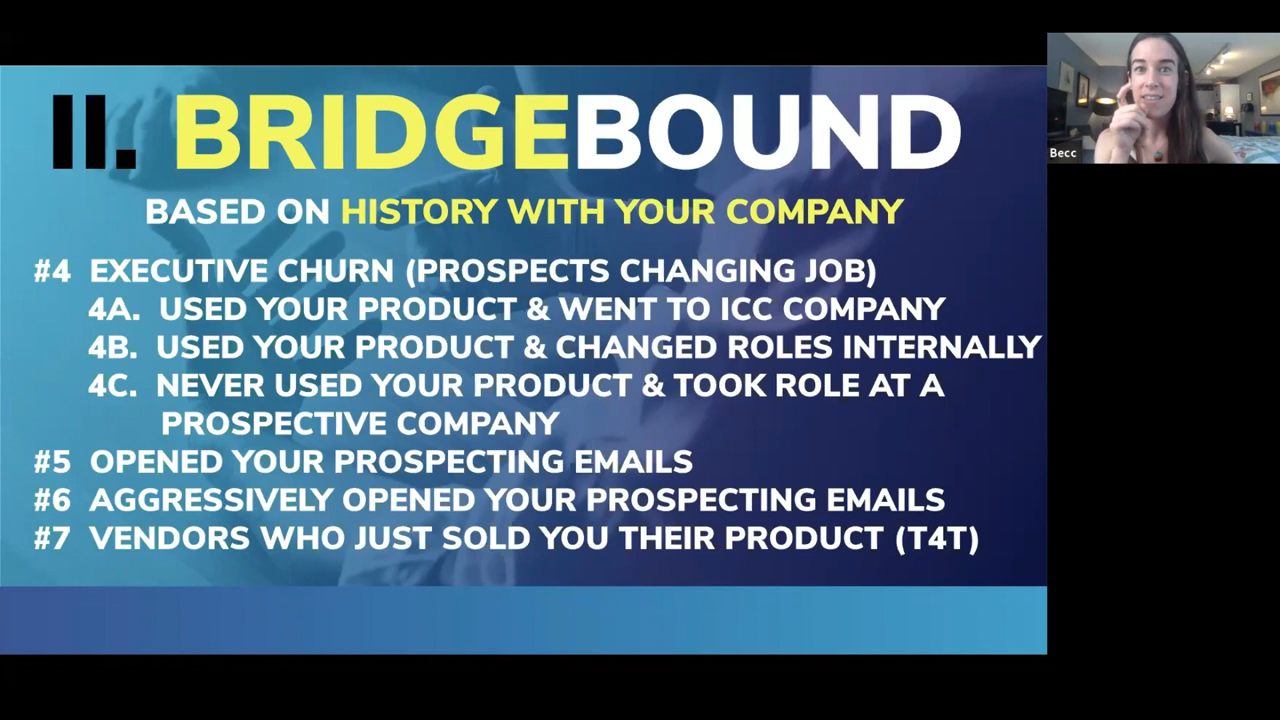 II. BRIDGEBOUND
BASED ON HISTORY WITH YOUR COMPANY
#4 EXECUTIVE CHURN (PROSPECTS CHANGING JOB)
4A. USED YOUR PRODUCT & WENT TO ICC COMPANY
4B. USED YOUR PRODUCT & CHANGED ROLES INTERNALLY
4C. NEVER USED YOUR PRODUCT & TOOK ROLE AT A
PROSPECTIVE COMPANY
#5 OPENED YOUR PROSPECTING EMAILS
#6 AGGRESSIVELY OPENED YOUR PROSPECTING EMAILS
#7 VENDORS WHO JUST SOLD YOU THEIR PRODUCT (T4T)
Becc